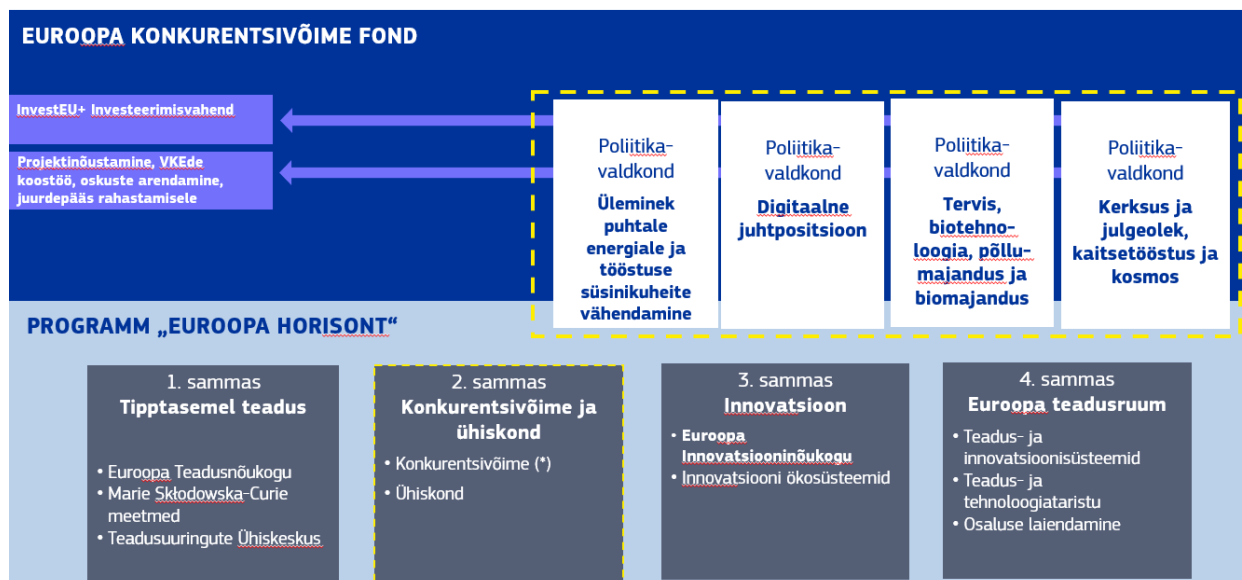 EUROOPA KONKURENTSIVÕIME FOND
InvestEU+ Investeerimisvahend
Projektinõustamine, VKEde
koostöö, oskuste arendamine,
juurdepääs rahastamisele
Poliitika-
valdkond
Üleminek
puhtale
energiale ja
tööstuse
süsinikuheite
vähendamine
Poliitika-
valdkond
Digitaalne
juhtpositsioon
Poliitika-
valdkond
Tervis,
biotehno-
loogia, põllu-
majandus ja
biomajandus
Poliitika-
valdkond
Kerksus ja
julgeolek,
kaitsetööstus ja
kosmos
PROGRAMM „EUROOPA HORISONT“
1. sammas
Tipptasemel teadus
• Euroopa Teadusnõukogu
• Marie Skłodowska-Curie
meetmed
• Teadusuuringute Ühiskeskus
2. sammas
Konkurentsivõime ja
ühiskond
• Konkurentsivõime (*)
• Ühiskond
3. sammas
Innovatsioon
• Euroopa
Innovatsiooninõukogu
• Innovatsiooni ökosüsteemid
4. sammas
Euroopa teadusruum
• Teadus- ja
innovatsioonisüsteemid
• Teadus- ja
tehnoloogiataristu
• Osaluse laiendamine